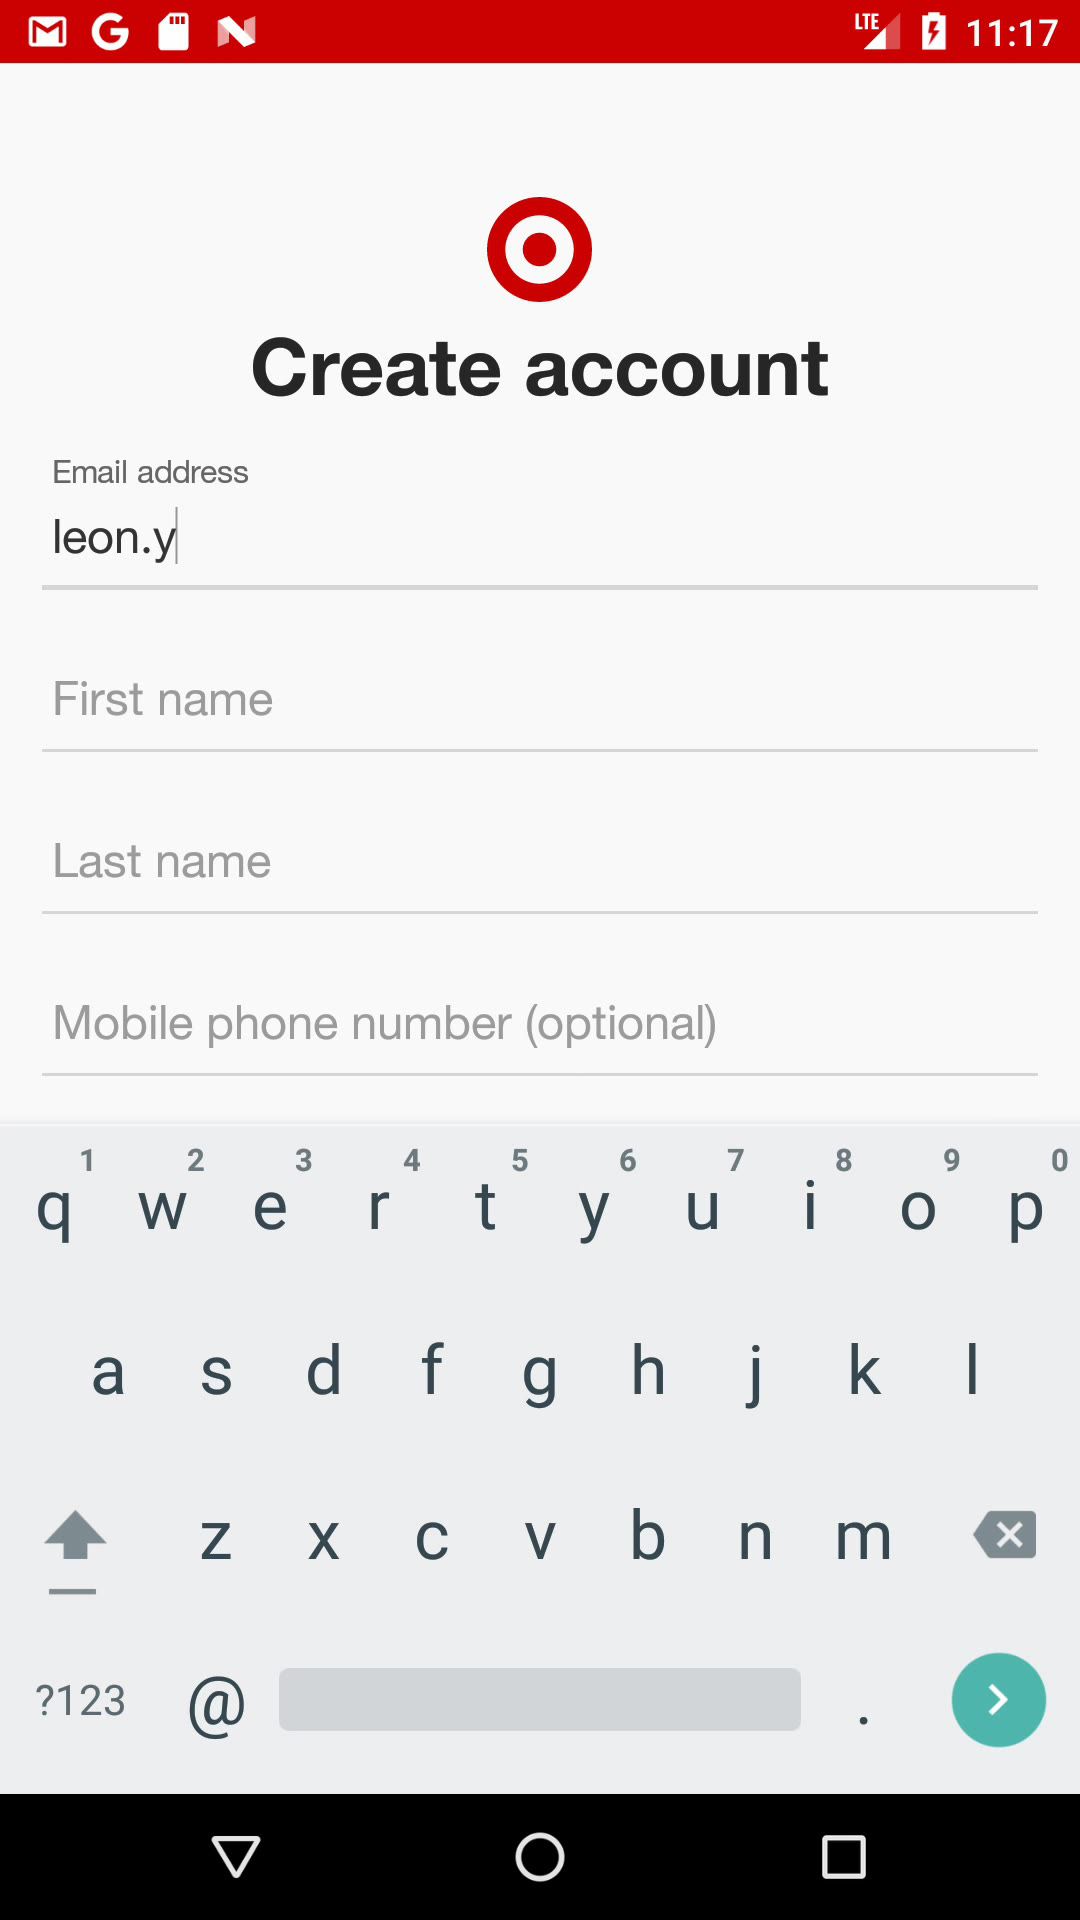 LTE 11:17
Create account
Email address
leon.y
First name
Last name
Mobile phone number (optional)
1 2 3 4 5 6 7 8 9 0
q w e r t y u i o p
a s d f g h j k l
z x c v b n m
?123 @ .